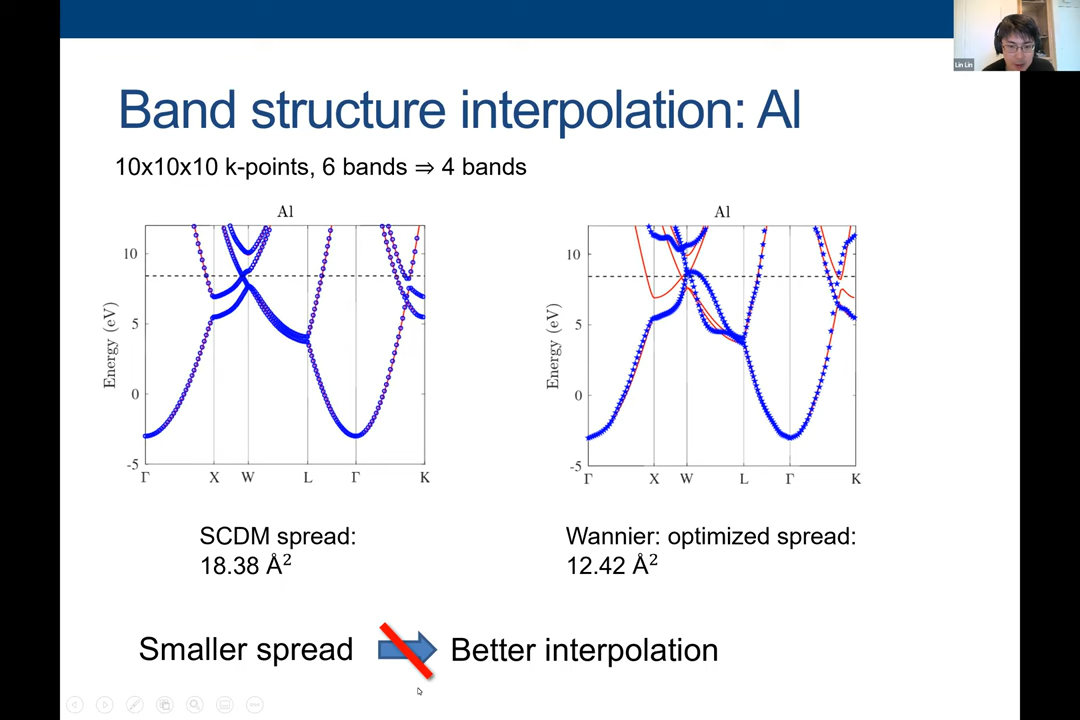 Lin Lin
Band structure interpolation: Al
10x10x10 k-points, 6 bands ⇒ 4 bands
Al
10
5
0
-5
Energy (eV)
Γ X W L Γ K
Al
10
5
0
-5
Energy (eV)
Γ X W L Γ K
SCDM spread:
18.38 Å²
Wannier: optimized spread:
12.42 Å²
Smaller spread
Better interpolation